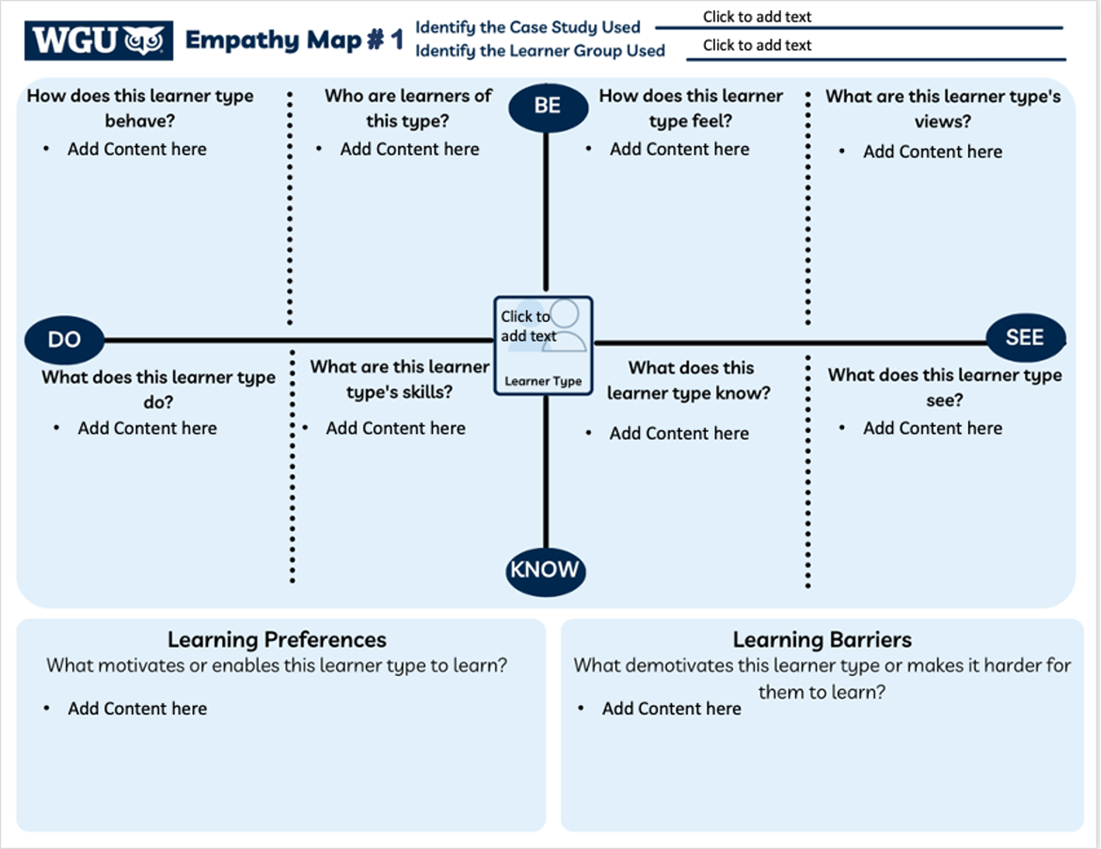 WGU
Empathy Map # 1
Identify the Case Study Used
Click to add text
Identify the Learner Group Used
Click to add text
How does this learner type
behave?
• Add Content here
Who are learners of
this type?
• Add Content here
BE
How does this learner
type feel?
• Add Content here
What are this learner type's
views?
• Add Content here
DO
Click to
add text
Learner Type
SEE
What does this learner type
do?
• Add Content here
What are this learner
type's skills?
• Add Content here
What does this
learner type know?
• Add Content here
What does this learner type
see?
• Add Content here
KNOW
Learning Preferences
What motivates or enables this learner type to learn?
• Add Content here
Learning Barriers
What demotivates this learner type or makes it harder for
them to learn?
• Add Content here